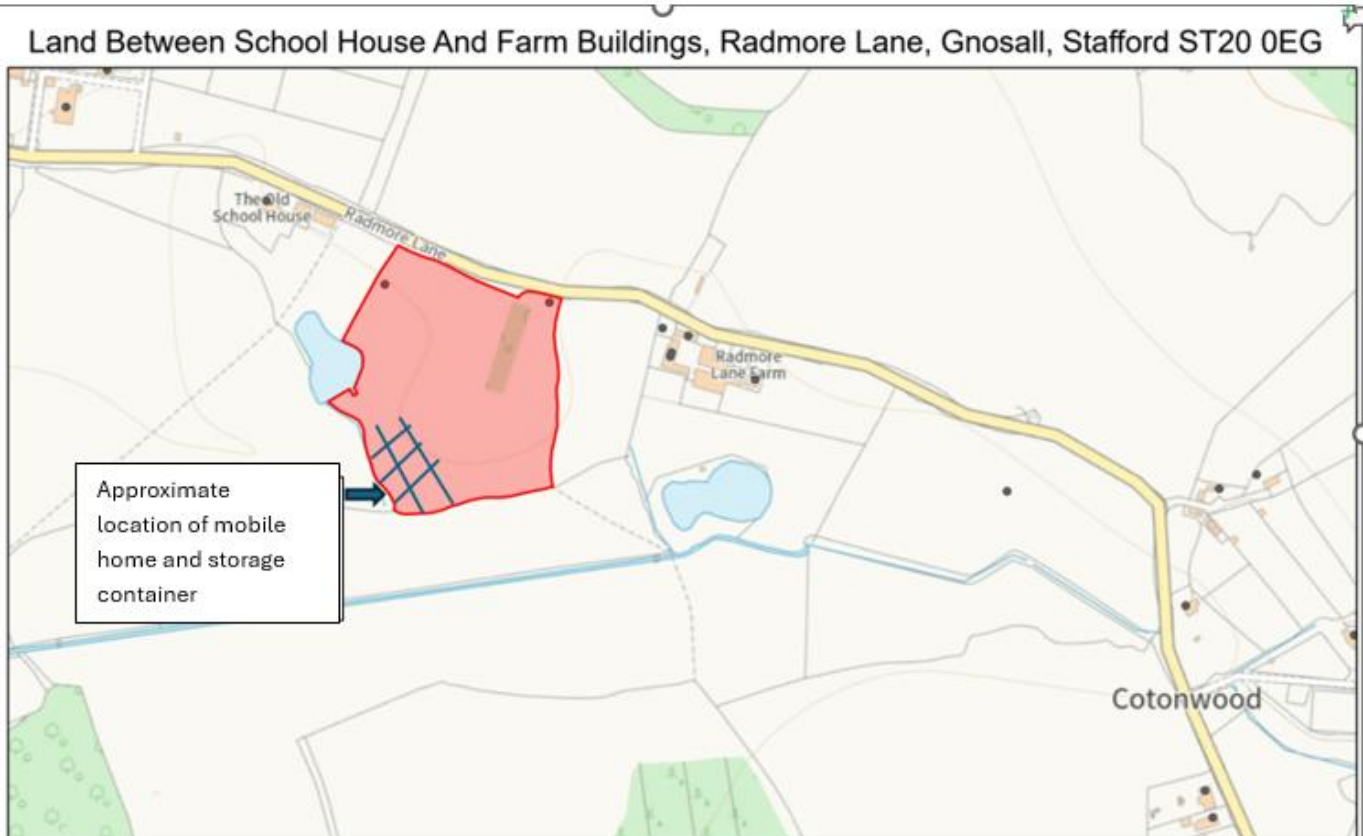 Land Between School House And Farm Buildings, Radmore Lane, Gnosall, Stafford ST20 0EG
The Old
School House
Radmore Lane
Radmore
Lane Farm
Approximate
location of mobile
home and storage
container
Cotonwood